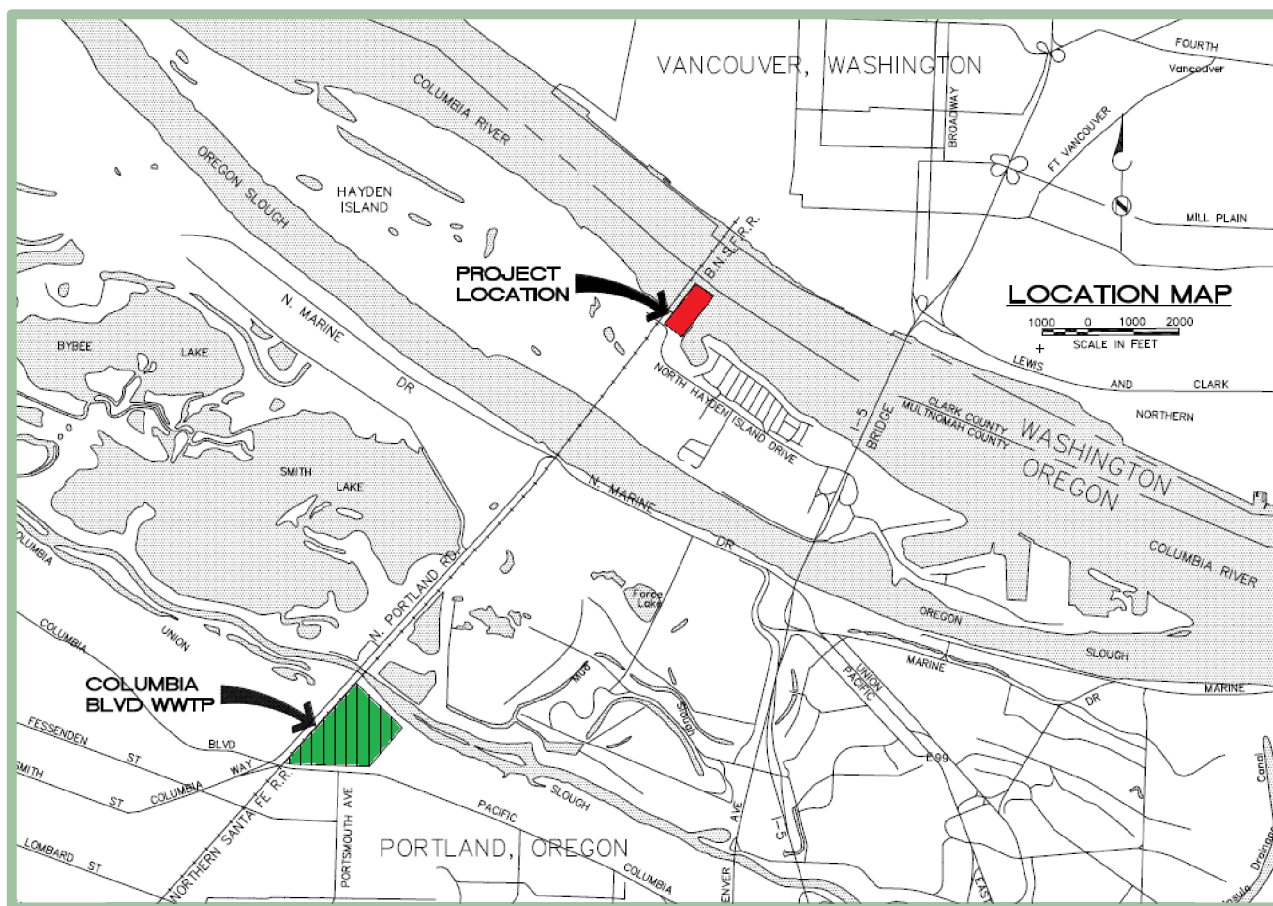 VANCOUVER, WASHINGTON
FOURTH
Vancouver
COLUMBIA RIVER
BROADWAY
FT VANCOUVER
OREGON SLOUGH
HAYDEN
ISLAND
MILL PLAIN
B.N.S.F.R.R.
PROJECT
LOCATION
LOCATION MAP
1000 0 1000 2000
SCALE IN FEET
N. MARINE
DR
BYBEE
LAKE
LEWIS
AND CLARK
NORTH HAYDEN ISLAND DRIVE
I-5
BRIDGE
CLARK COUNTY
MULTNOMAH COUNTY
WASHINGTON
OREGON
NORTHERN
SMITH
LAKE
N. MARINE
DR
COLUMBIA RIVER
COLUMBIA
N. PORTLAND RD.
Force
Lake
OREGON
SLOUGH
UNION
COLUMBIA
MARINE
DR
MARINE
UNION
PACIFIC
Mud
Slough
COLUMBIA
BLVD WWTP
FESSENDEN
ST
BLVD
E99
Canal
SMITH
ST
COLUMBIA WAY
SLOUGH
PACIFIC
AVE
I-5
NORTHERN SANTA FE R.R.
PORTSMOUTH AVE
LOMBARD ST
PORTLAND, OREGON
COLUMBIA
EAST